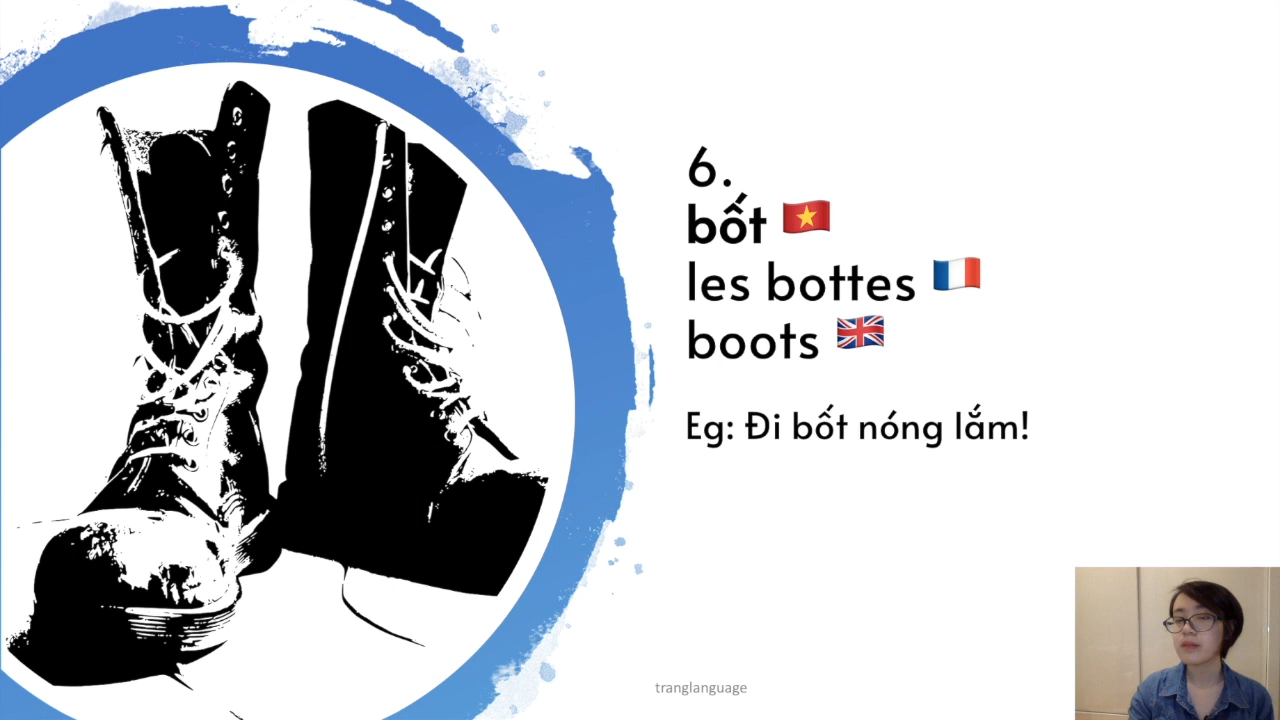 6.
bốt 🇻🇳
les bottes 🇫🇷
boots 🇬🇧
Eg: Đi bốt nóng lắm!
tranglanguage